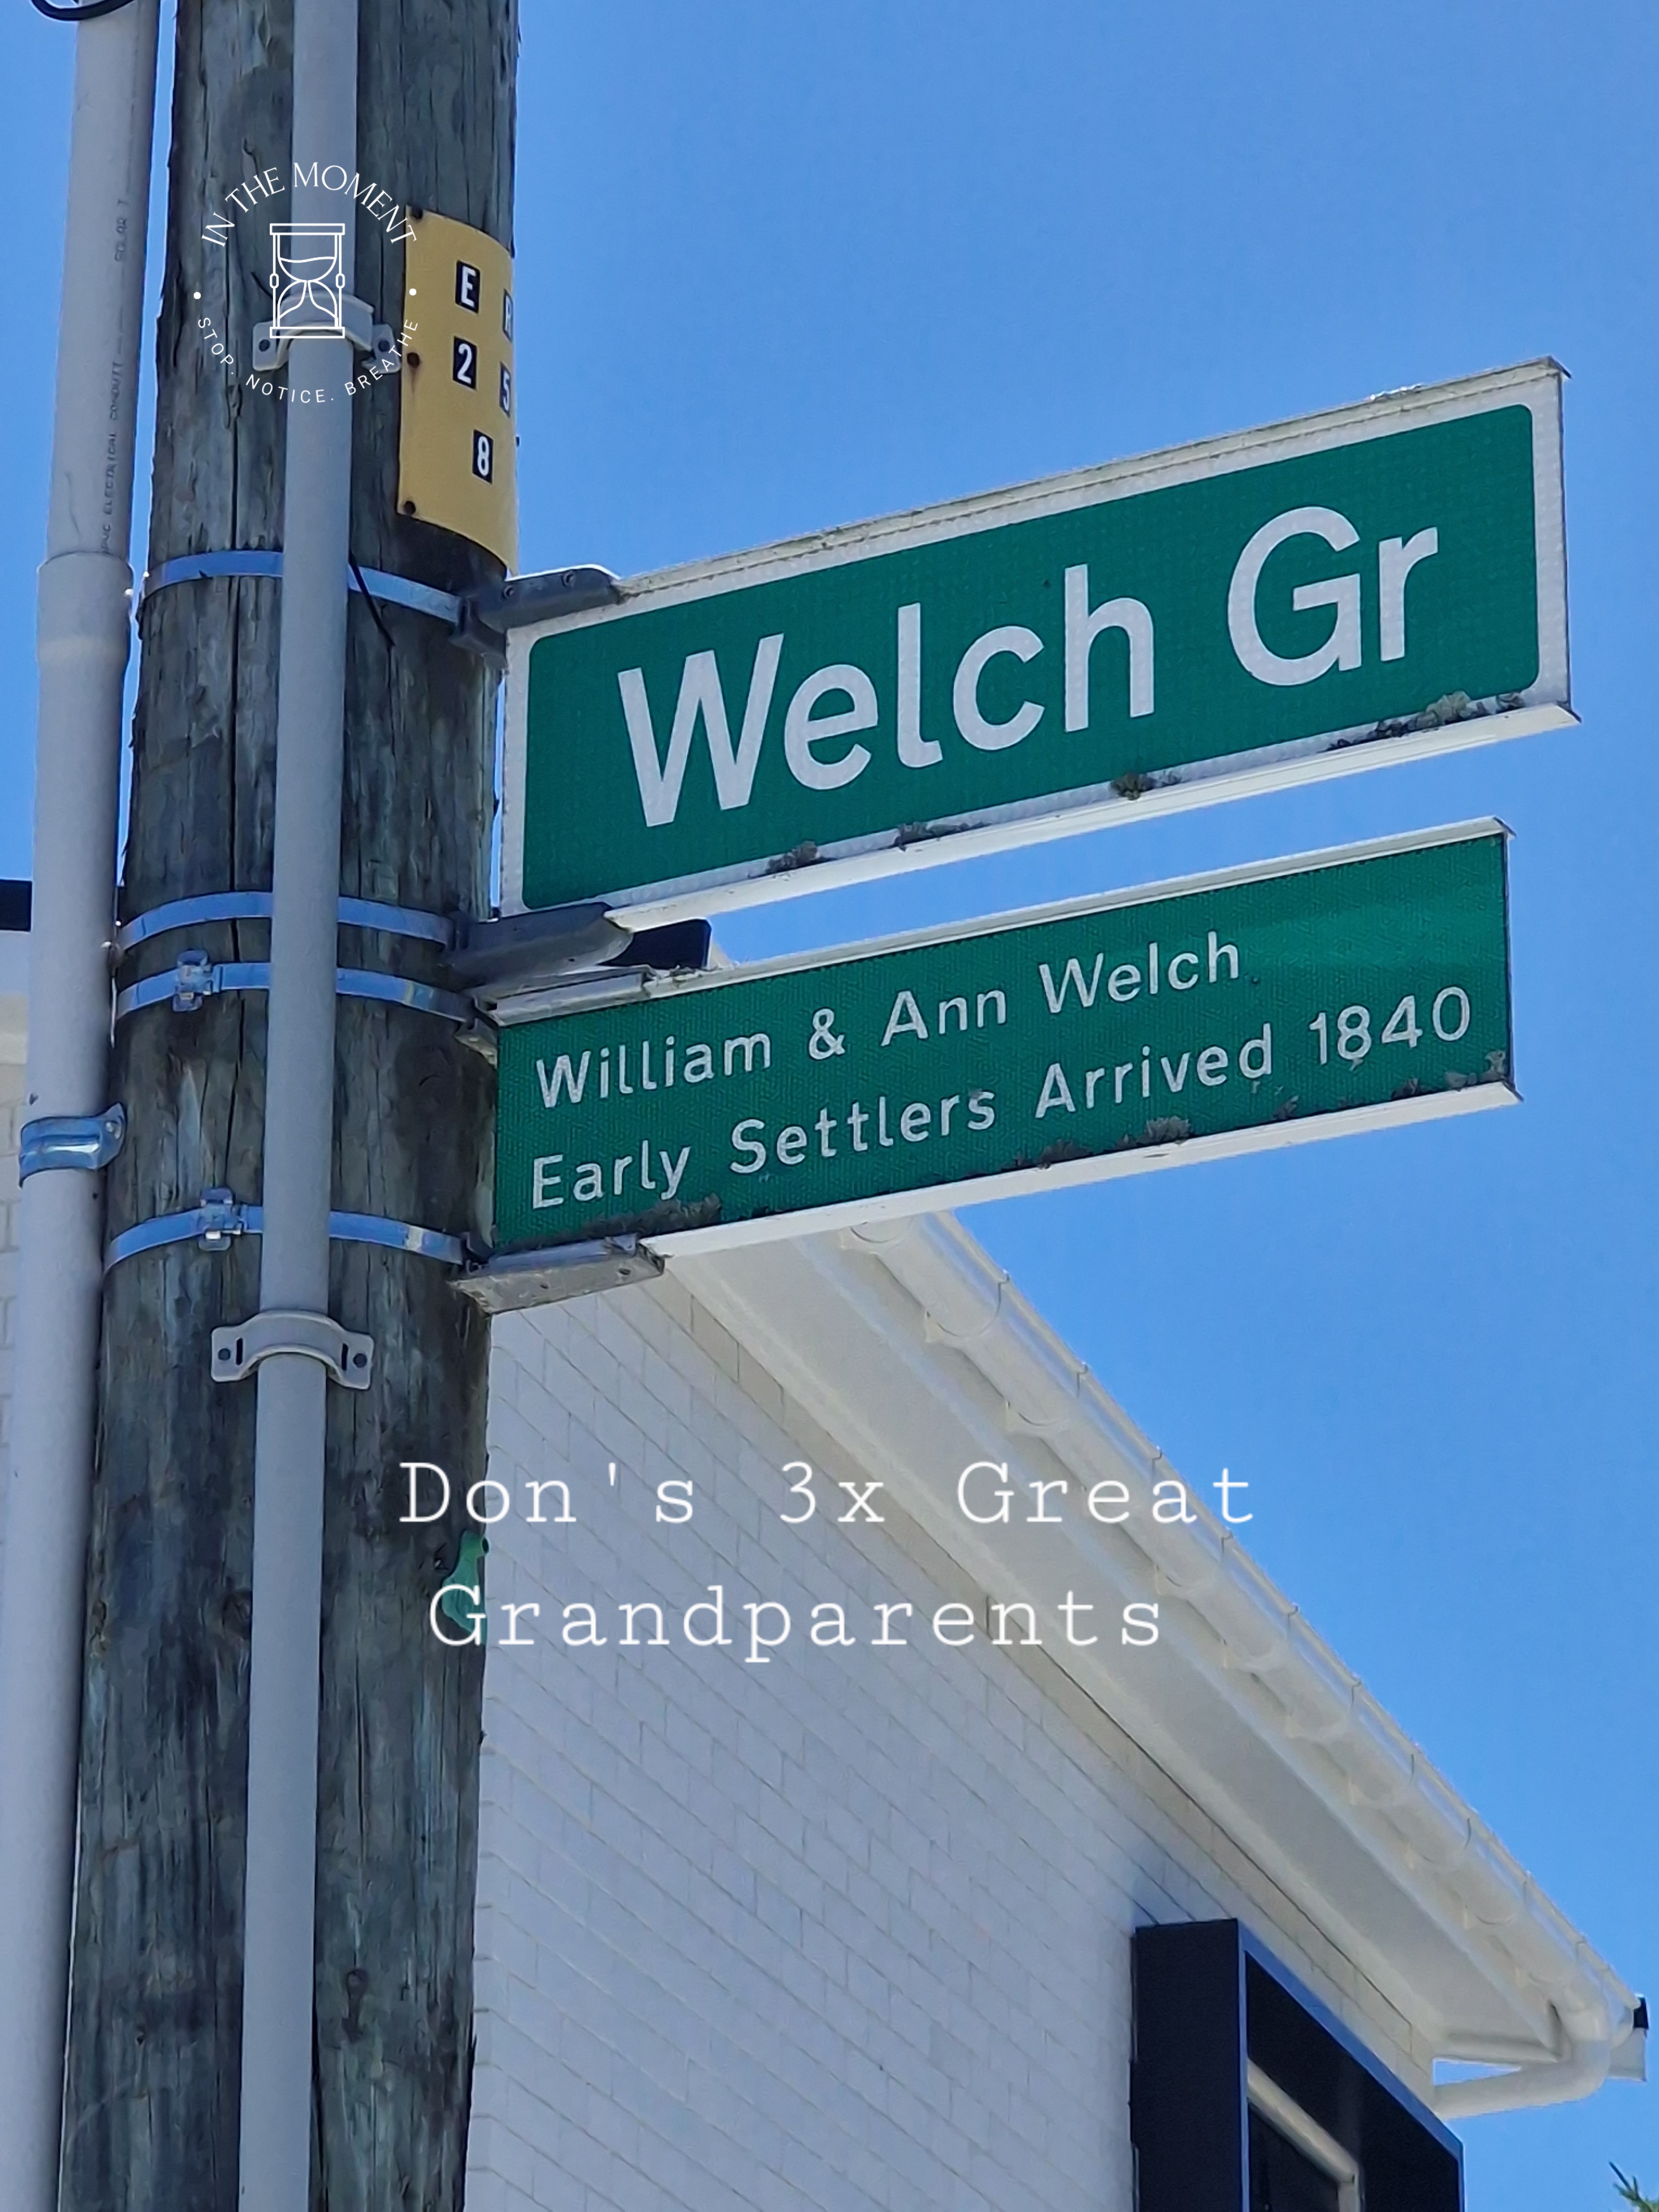 IN THE MOMENT
STOP. NOTICE. BREATHE
E R
2 5
8
Welch Gr
William & Ann Welch
Early Settlers Arrived 1840
Don's 3x Great
Grandparents